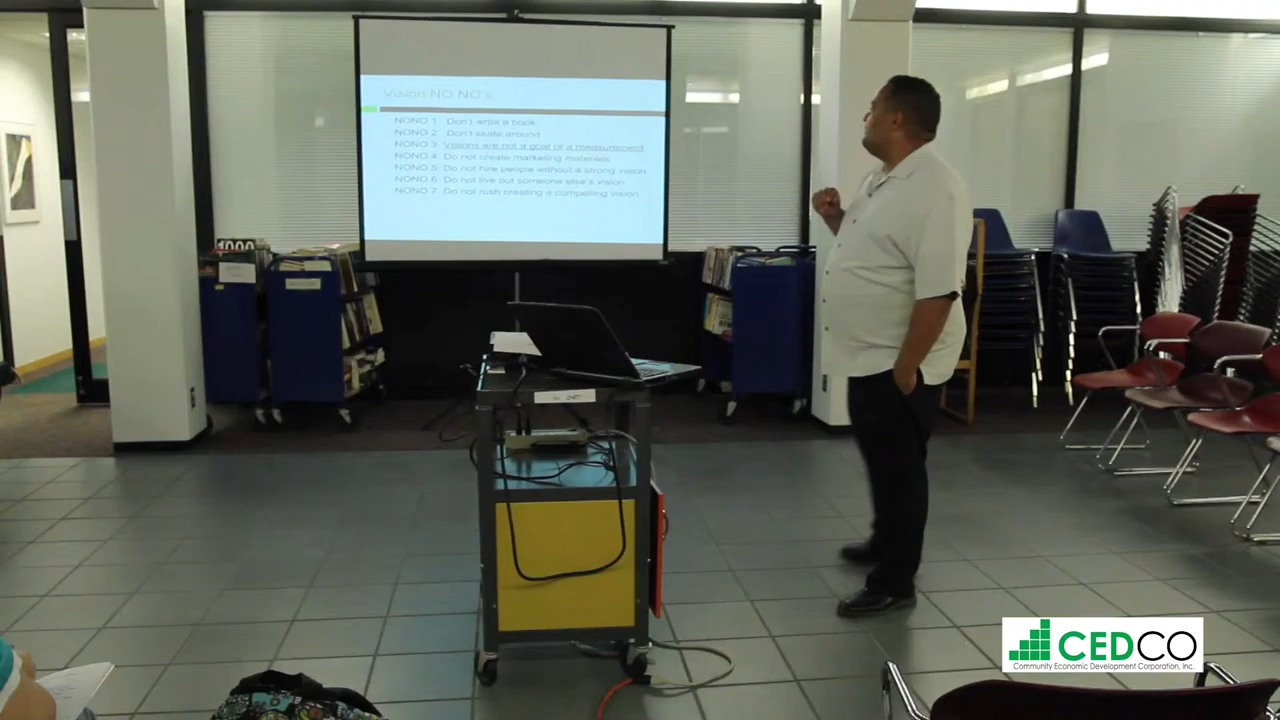 Vision NO NO's
NONO 1 Don't write a book
NONO 2 Don't skate around
NONO 3 Visions are not a goal or a measurement
NONO 4 Do not create marketing materials
NONO 5 Do not hire people without a strong vision
NONO 6 Do not live out someone else's vision
NONO 7 Do not rush creating a compelling vision.
1000
CEDCO
Community Economic Development Corporation, Inc.